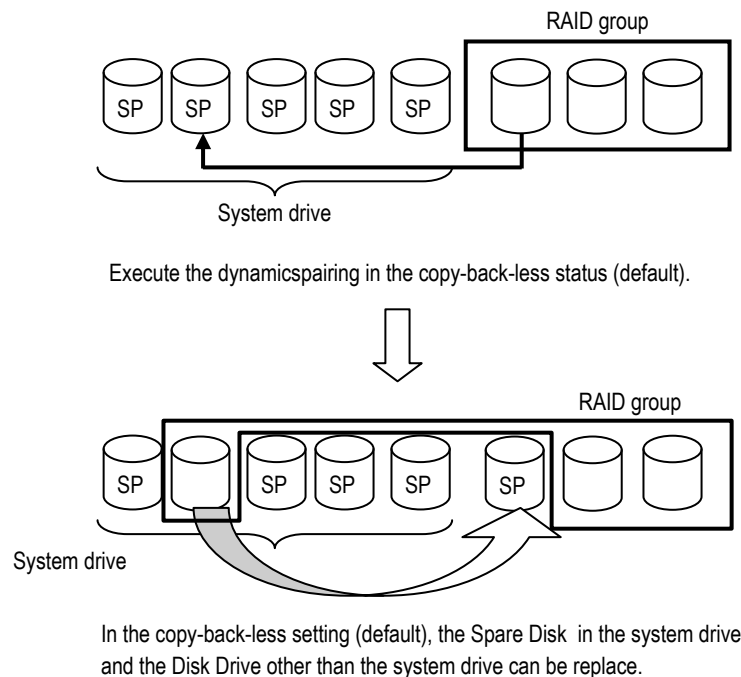 RAID group
SP SP SP SP SP
System drive
Execute the dynamicspairing in the copy-back-less status (default).
RAID group
SP SP SP SP SP
System drive
In the copy-back-less setting (default), the Spare Disk in the system drive
and the Disk Drive other than the system drive can be replace.